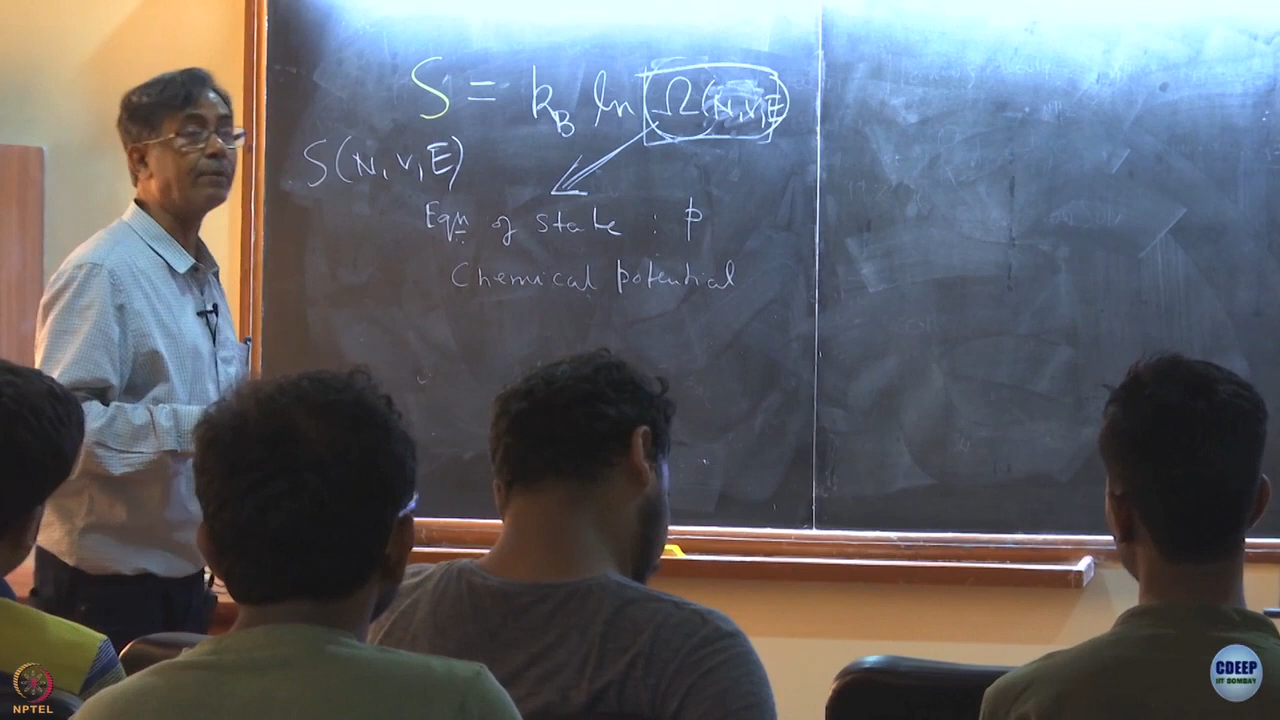 S = k_B ln Ω(N,V,E)
S(N,V,E)
Eqn of state : p
Chemical potential
NPTEL
CDEEP
IIT BOMBAY